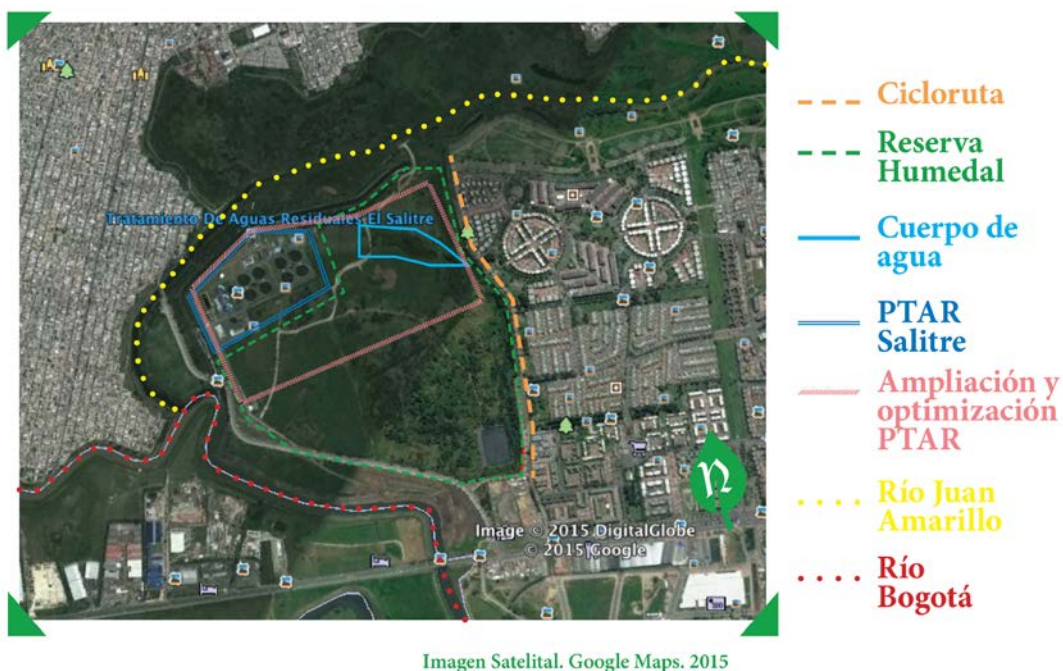 Tratamiento De Aguas Residuales El Salitre
Image © 2015 DigitalGlobe
© 2015 Google
n
Cicloruta
Reserva
Humedal
Cuerpo de
agua
PTAR
Salitre
Ampliación y
optimización
PTAR
Río Juan
Amarillo
Río
Bogotá
Imagen Satelital. Google Maps. 2015